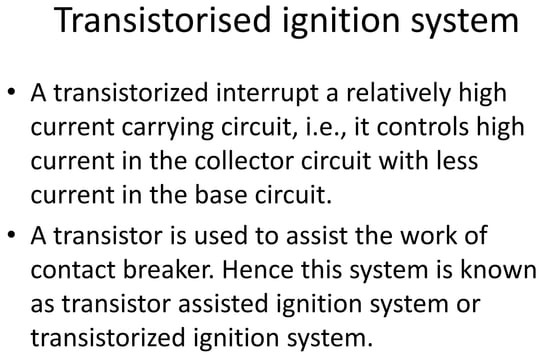 Transistorised ignition system
• A transistorized interrupt a relatively high
current carrying circuit, i.e., it controls high
current in the collector circuit with less
current in the base circuit.
• A transistor is used to assist the work of
contact breaker. Hence this system is known
as transistor assisted ignition system or
transistorized ignition system.